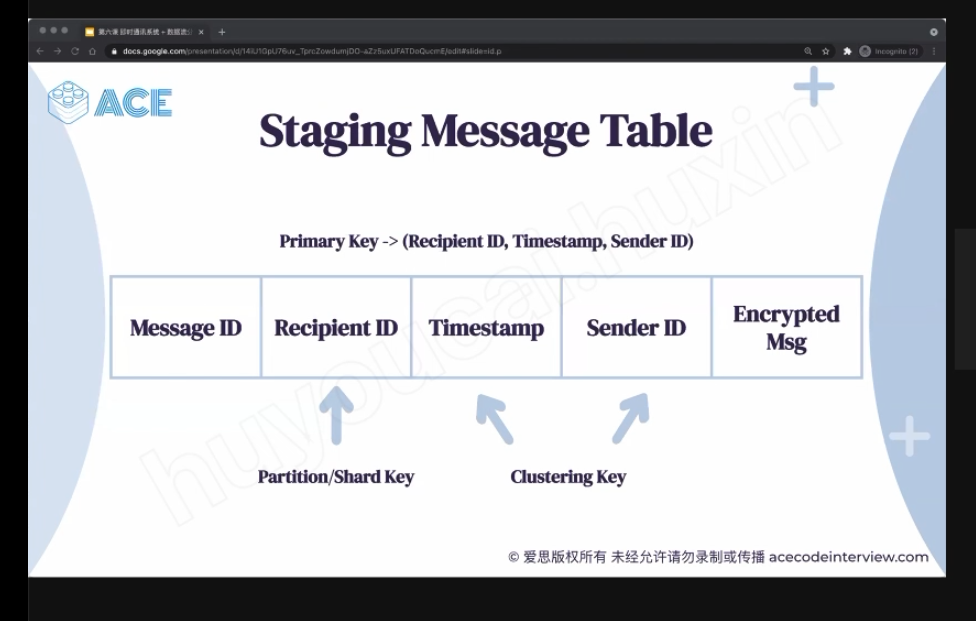 第六课 即时通讯系统 + 数据流
docs.google.com/presentation/d/14iU1GpU76uv_TprcZowdumjDO-aZz5uxUFATDoQucmE/edit#slide=id.p
Incognito (2)
ACE
Staging Message Table
Primary Key -> (Recipient ID, Timestamp, Sender ID)
Message ID
Recipient ID
Timestamp
Sender ID
Encrypted
Msg
Partition/Shard Key
Clustering Key
huyoucai.huxin
© 爱思版权所有 未经允许请勿录制或传播 acecodeinterview.com